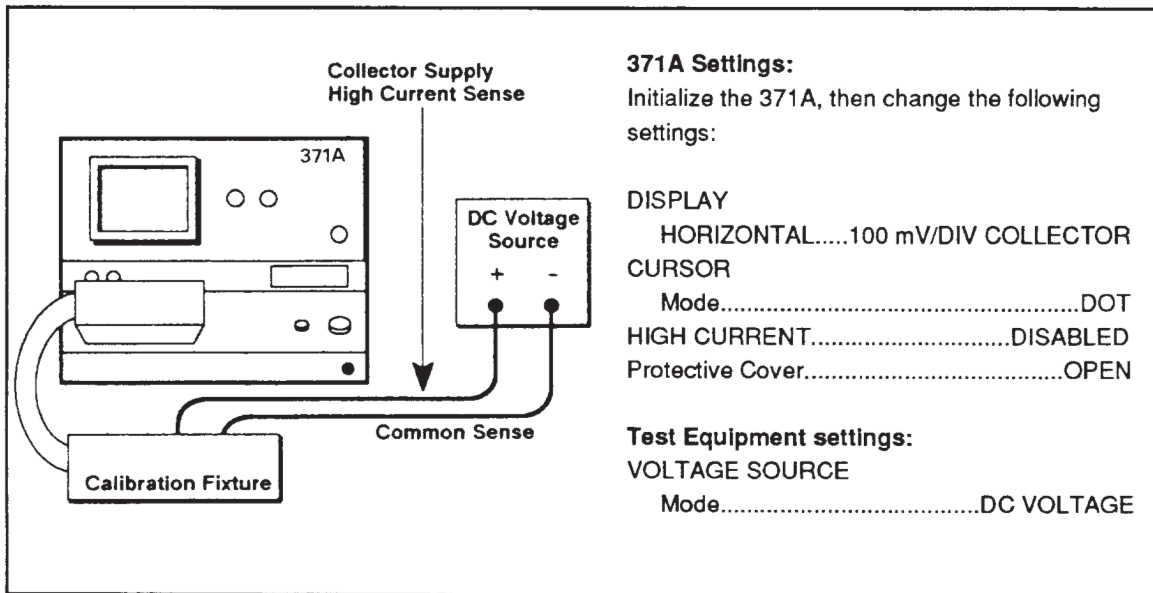 Collector Supply
High Current Sense
371A
DC Voltage
Source
+ -
Common Sense
Calibration Fixture
371A Settings:
Initialize the 371A, then change the following
settings:
DISPLAY
HORIZONTAL.....100 mV/DIV COLLECTOR
CURSOR
Mode.................................................DOT
HIGH CURRENT..............................DISABLED
Protective Cover......................................OPEN
Test Equipment settings:
VOLTAGE SOURCE
Mode.....................................DC VOLTAGE